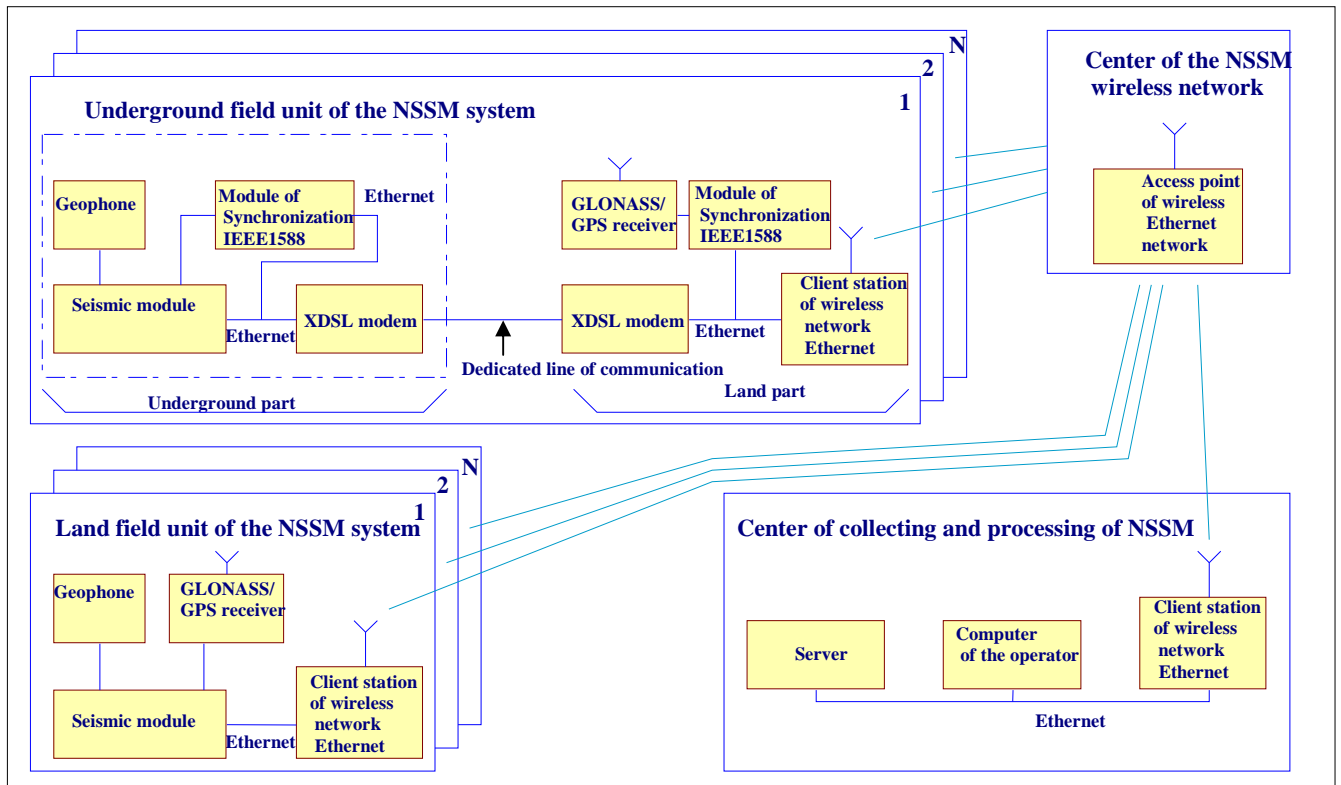 N
2
1
Underground field unit of the NSSM system
Geophone
Module of
Synchronization
IEEE1588
Ethernet
Seismic module
Ethernet
XDSL modem
GLONASS/
GPS receiver
Module of
Synchronization
IEEE1588
XDSL modem
Ethernet
Client station
of wireless
network
Ethernet
Dedicated line of communication
Underground part
Land part
Center of the NSSM
wireless network
Access point
of wireless
Ethernet
network
N
2
1
Land field unit of the NSSM system
Geophone
GLONASS/
GPS receiver
Seismic module
Ethernet
Client station
of wireless
network
Ethernet
Center of collecting and processing of NSSM
Server
Computer
of the operator
Client station
of wireless
network
Ethernet
Ethernet